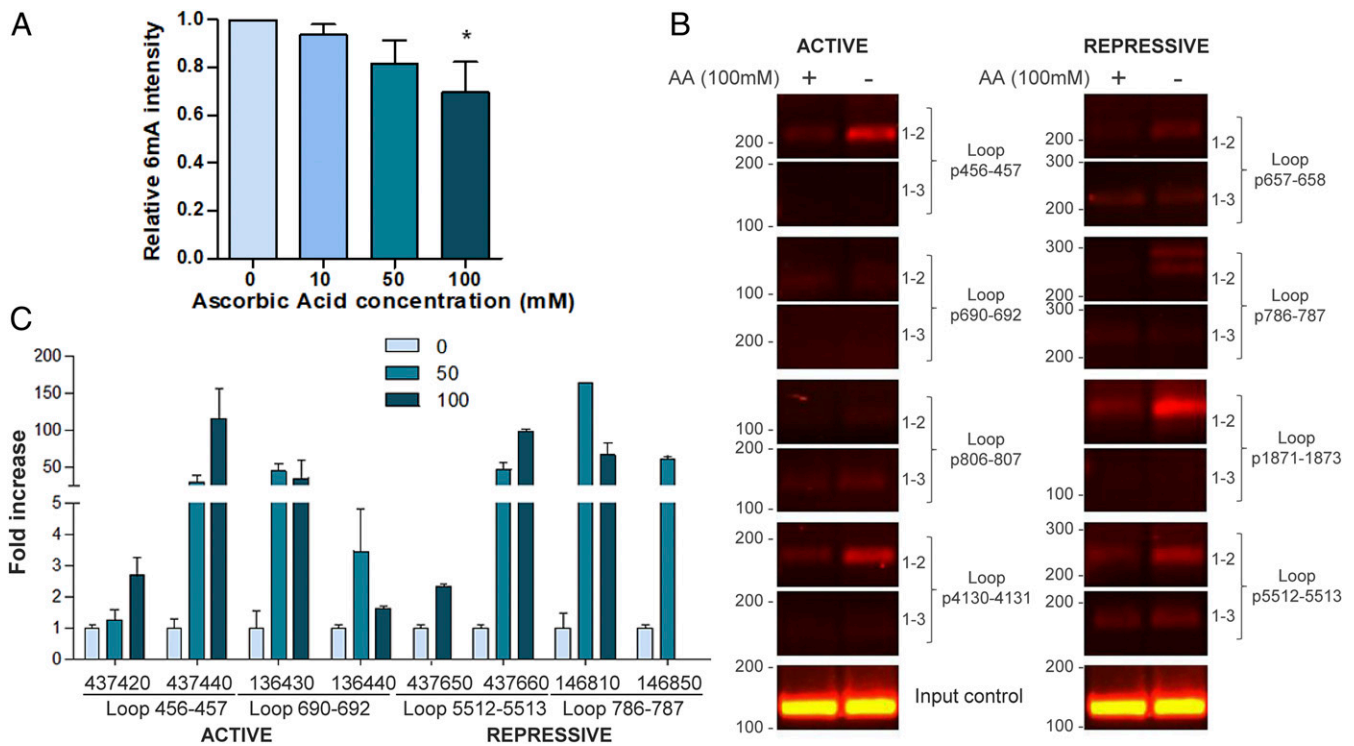 A
Relative 6mA intensity
1.0
0.8
0.6
0.4
0.2
0.0
*
0 10 50 100
Ascorbic Acid concentration (mM)
B
ACTIVE
AA (100mM) + -
200 -
1-2
200 -
1-3
100 -
Loop
p456-457
100 -
1-2
200 -
1-3
Loop
p690-692
100 -
1-2
200 -
1-3
100 -
Loop
p806-807
200 -
1-2
200 -
1-3
Loop
p4130-4131
200 -
100 -
Input control
REPRESSIVE
AA (100mM) + -
200 -
1-2
300 -
1-3
200 -
Loop
p657-658
300 -
1-2
200 -
300 -
1-3
200 -
Loop
p786-787
1-2
1-3
100 -
Loop
p1871-1873
300 -
1-2
200 -
200 -
1-3
Loop
p5512-5513
200 -
100 -
C
0
50
100
Fold increase
200
150
100
50
5
4
3
2
1
0
437420 437440 136430 136440 437650 437660 146810 146850
Loop 456-457 Loop 690-692 Loop 5512-5513 Loop 786-787
ACTIVE REPRESSIVE